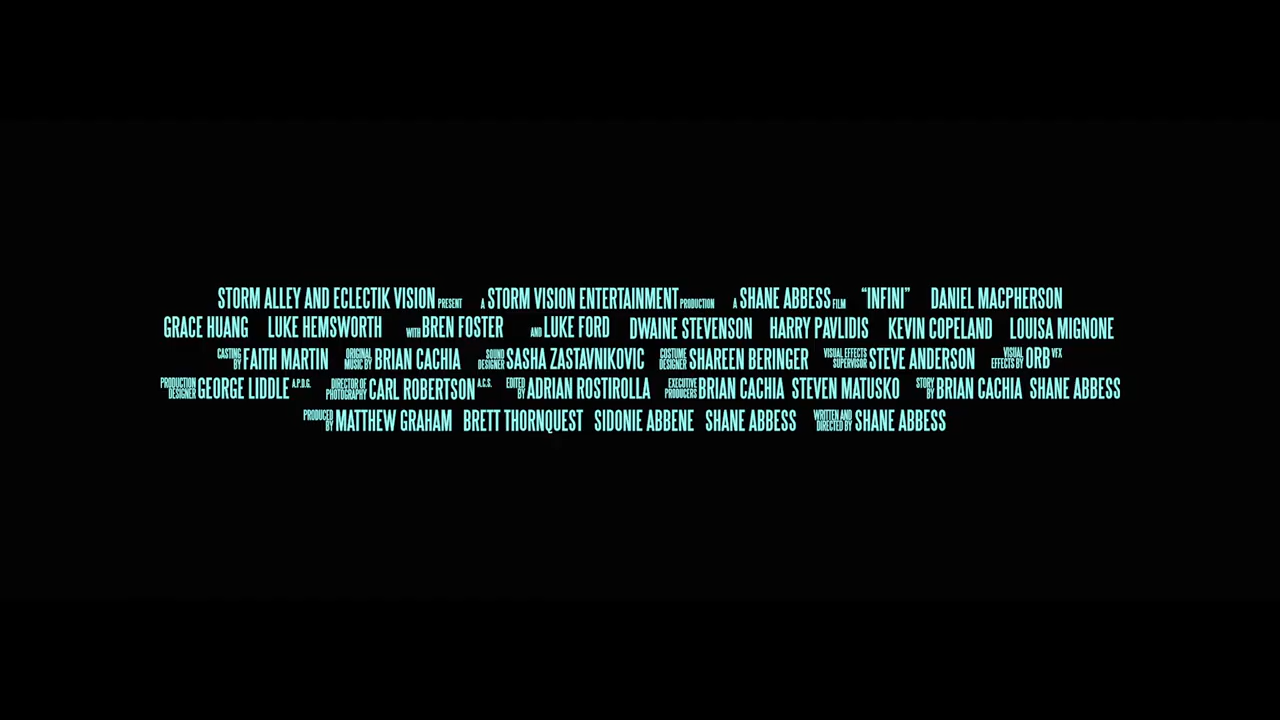 STORM ALLEY AND ECLECTIK VISION PRESENT A STORM VISION ENTERTAINMENT PRODUCTION A SHANE ABBESS FILM “INFINI” DANIEL MACPHERSON
GRACE HUANG LUKE HEMSWORTH WITH BREN FOSTER AND LUKE FORD DWAINE STEVENSON HARRY PAVLIDIS KEVIN COPELAND LOUISA MIGNONE
CASTING BY FAITH MARTIN ORIGINAL MUSIC BY BRIAN CACHIA SOUND DESIGNER SASHA ZASTAVNIKOVIC COSTUME DESIGNER SHAREEN BERINGER VISUAL EFFECTS SUPERVISOR STEVE ANDERSON VISUAL EFFECTS BY ORB VFX
PRODUCTION DESIGNER GEORGE LIDDLE A.P.D.G. DIRECTOR OF PHOTOGRAPHY CARL ROBERTSON A.C.S. EDITED BY ADRIAN ROSTIROLLA EXECUTIVE PRODUCERS BRIAN CACHIA STEVEN MATUSKO STORY BY BRIAN CACHIA SHANE ABBESS
PRODUCED BY MATTHEW GRAHAM BRETT THORNQUEST SIDONIE ABBENE SHANE ABBESS WRITTEN AND DIRECTED BY SHANE ABBESS